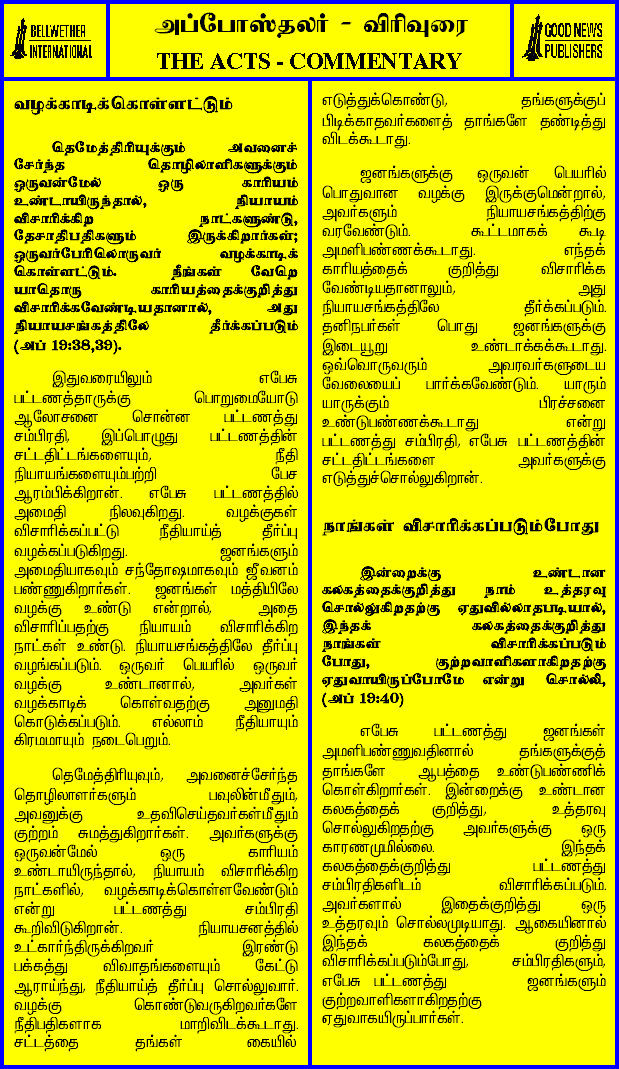 BELLWETHER
INTERNATIONAL
அப்போஸ்தலர் - விரிவுரை
THE ACTS - COMMENTARY
GOOD NEWS
PUBLISHERS
வழக்காடிக்கொள்ளட்டும்
தெமேத்திரியுக்கும் அவனைச்
சேர்ந்த தொழிலாளிகளுக்கும்
ஒருவன்மேல் ஒரு காரியம்
உண்டாயிருந்தால், நியாயம்
விசாரிக்கிற நாட்களுண்டு,
தேசாதிபதிகளும் இருக்கிறார்கள்;
ஒருவர்பேரிலொருவர் வழக்காடிக்
கொள்ளட்டும். நீங்கள் வேறெ
யாதொரு காரியத்தைக்குறித்து
விசாரிக்கவேண்டியதானால், அது
நியாயசங்கத்திலே தீர்க்கப்படும்
(அப் 19:38,39).
இதுவரையிலும் எபேசு
பட்டணத்தாருக்கு பொறுமையோடு
ஆலோசனை சொன்ன பட்டணத்து
சம்பிரதி, இப்பொழுது பட்டணத்தின்
சட்டதிட்டங்களையும், நீதி
நியாயங்களையும்பற்றி பேச
ஆரம்பிக்கிறான். எபேசு பட்டணத்தில்
அமைதி நிலவுகிறது. வழக்குகள்
விசாரிக்கப்பட்டு நீதியாய்த் தீர்ப்பு
வழக்கப்படுகிறது. ஜனங்களும்
அமைதியாகவும் சந்தோஷமாகவும் ஜீவனம்
பண்ணுகிறார்கள். ஜனங்கள் மத்தியிலே
வழக்கு உண்டு என்றால், அதை
விசாரிப்பதற்கு நியாயம் விசாரிக்கிற
நாட்கள் உண்டு. நியாயசங்கத்திலே தீர்ப்பு
வழங்கப்படும். ஒருவர் பெயரில் ஒருவர்
வழக்கு உண்டானால், அவர்கள்
வழக்காடிக் கொள்வதற்கு அனுமதி
கொடுக்கப்படும். எல்லாம் நீதியாயும்
கிரமமாயும் நடைபெறும்.
தெமேத்திரியுவும், அவனைச்சேர்ந்த
தொழிலாளர்களும் பவுலின்மீதும்,
அவனுக்கு உதவிசெய்தவர்கள்மீதும்
குற்றம் சுமத்துகிறார்கள். அவர்களுக்கு
ஒருவன்மேல் ஒரு காரியம்
உண்டாயிருந்தால், நியாயம் விசாரிக்கிற
நாட்களில், வழக்காடிக்கொள்ளவேண்டும்
என்று பட்டணத்து சம்பிரதி
கூறிவிடுகிறான். நியாயசனத்தில்
உட்கார்ந்திருக்கிறவர் இரண்டு
பக்கத்து விவாதங்களையும் கேட்டு
ஆராய்ந்து, நீதியாய்த் தீர்ப்பு சொல்லுவார்.
வழக்கு கொண்டுவருகிறவர்களே
நீதிபதிகளாக மாறிவிடக்கூடாது.
சட்டத்தை தங்கள் கையில்
எடுத்துக்கொண்டு, தங்களுக்குப்
பிடிக்காதவர்களைத் தாங்களே தண்டித்து
விடக்கூடாது.
ஜனங்களுக்கு ஒருவன் பெயரில்
பொதுவான வழக்கு இருக்குமென்றால்,
அவர்களும் நியாயசங்கத்திற்கு
வரவேண்டும். கூட்டமாகக் கூடி
அமளிபண்ணக்கூடாது. எந்தக்
காரியத்தைக் குறித்து விசாரிக்க
வேண்டியதானாலும், அது
நியாயசங்கத்திலே தீர்க்கப்படும்.
தனிநபர்கள் பொது ஜனங்களுக்கு
இடையூறு உண்டாக்கக்கூடாது.
ஒவ்வொருவரும் அவரவர்களுடைய
வேலையைப் பார்க்கவேண்டும். யாரும்
யாருக்கும் பிரச்சனை
உண்டுபண்ணக்கூடாது என்று
பட்டணத்து சம்பிரதி, எபேசு பட்டணத்தின்
சட்டதிட்டங்களை அவர்களுக்கு
எடுத்துச்சொல்லுகிறான்.
நாங்கள் விசாரிக்கப்படும்போது
இன்றைக்கு உண்டான
கலகத்தைக்குறித்து நாம் உத்தரவு
சொல்லுகிறதற்கு ஏதுவில்லாதபடியால்,
இந்தக் கலகத்தைக்குறித்து
நாங்கள் விசாரிக்கப்படும்
போது, குற்றவாளிகளாகிறதற்கு
ஏதுவாயிருப்போமே என்று சொல்லி,
(அப் 19:40)
எபேசு பட்டணத்து ஜனங்கள்
அமளிபண்ணுவதினால் தங்களுக்குத்
தாங்களே ஆபத்தை உண்டுபண்ணிக்
கொள்கிறார்கள். இன்றைக்கு உண்டான
கலகத்தைக் குறித்து, உத்தரவு
சொல்லுகிறதற்கு அவர்களுக்கு ஒரு
காரணமுமில்லை. இந்தக்
கலகத்தைக்குறித்து பட்டணத்து
சம்பிரதிகளிடம் விசாரிக்கப்படும்.
அவர்களால் இதைக்குறித்து ஒரு
உத்தரவும் சொல்லமுடியாது. ஆகையினால்
இந்தக் கலகத்தைக் குறித்து
விசாரிக்கப்படும்போது, சம்பிரதிகளும்,
எபேசு பட்டணத்து ஜனங்களும்
குற்றவாளிகளாகிறதற்கு
ஏதுவாகயிருப்பார்கள்.